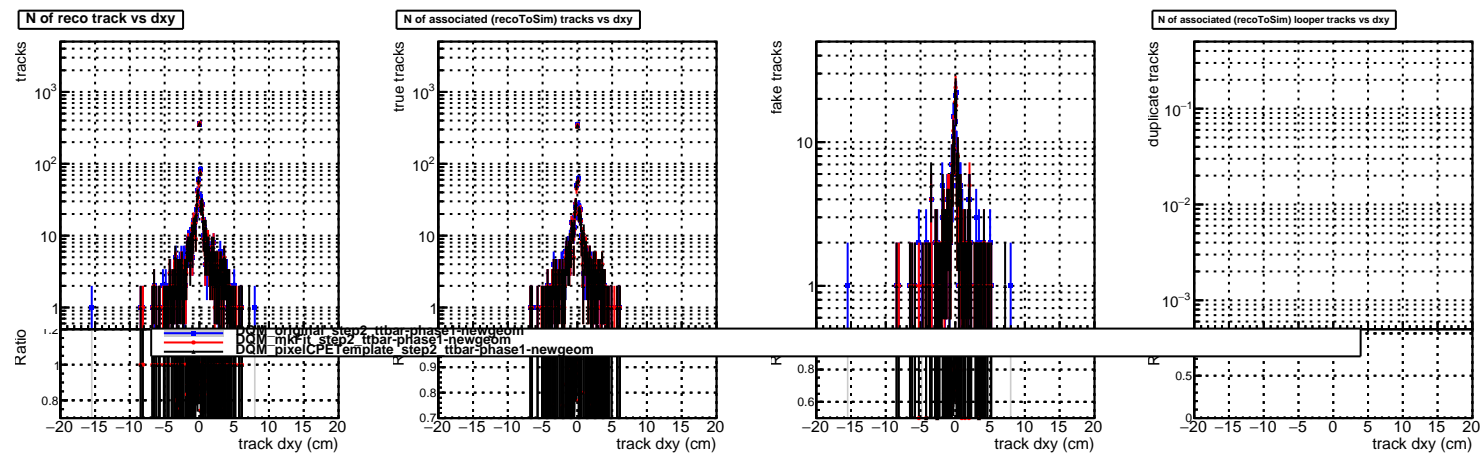 N of reco track vs dxy
tracks
10³
10²
10
1
1.2
Ratio
1
0.8
−20 −15 −10 −5 0 5 10 15 20
track dxy (cm)
N of associated (recoToSim) tracks vs dxy
true tracks
10³
10²
10
1
0.9
0.8
0.7
−20 −15 −10 −5 0 5 10 15 20
track dxy (cm)
fake tracks
10
1
0.8
0.6
−20 −15 −10 −5 0 5 10 15 20
track dxy (cm)
N of associated (recoToSim) looper tracks vs dxy
duplicate tracks
10⁻¹
10⁻²
10⁻³
0.5
0
−20 −15 −10 −5 0 5 10 15 20
track dxy (cm)
DQM_original_step2_ttbar-phase1-newgeom
DQM_mkFit_step2_ttbar-phase1-newgeom
DQM_pixelCPETemplate_step2_ttbar-phase1-newgeom